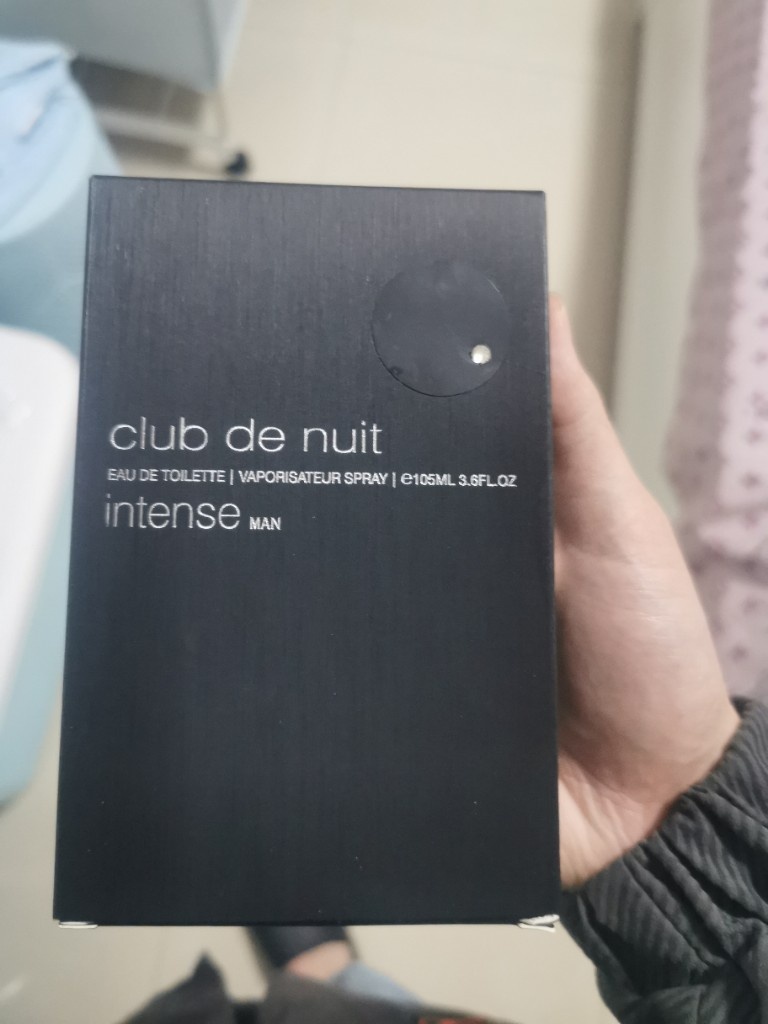 club de nuit
EAU DE TOILETTE | VAPORISATEUR SPRAY | ℮105ML 3.6FL.OZ
intense MAN